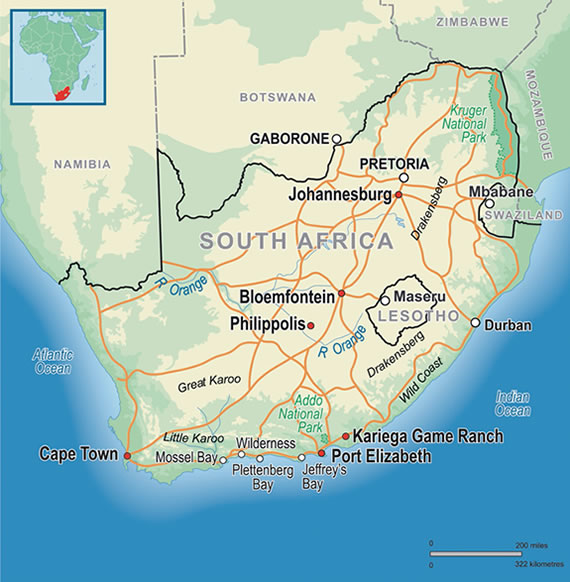 ZIMBABWE
BOTSWANA
MOZAMBIQUE
Kruger
National
Park
GABORONE
NAMIBIA
PRETORIA
Johannesburg
Drakensberg
Mbabane
SWAZILAND
SOUTH AFRICA
R Orange
Bloemfontein
Maseru
LESOTHO
Philippolis
R Orange
Durban
Drakensberg
Atlantic
Ocean
Great Karoo
Wild Coast
Addo
National
Park
Indian
Ocean
Little Karoo
Wilderness
Kariega Game Ranch
Cape Town
Mossel Bay
Port Elizabeth
Plettenberg
Bay
Jeffrey's
Bay
0
200 miles
0
322 kilometres